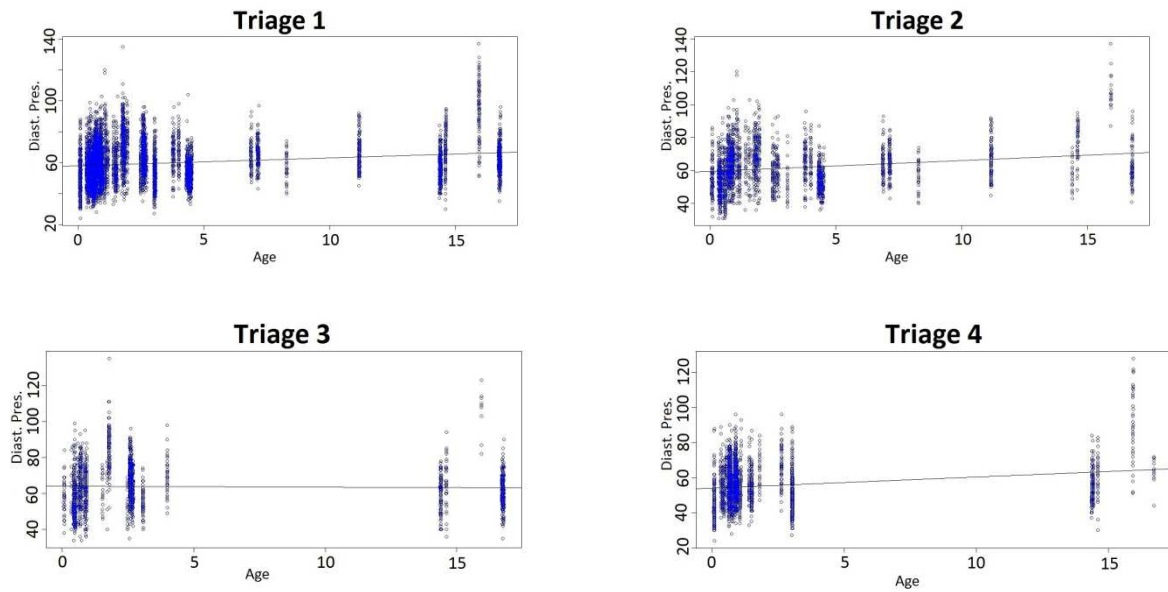 Triage 1
Diast. Pres.
20 60 100 140
0 5 10 15
Age
Triage 2
Diast. Pres.
40 60 80 100 120 140
0 5 10 15
Age
Triage 3
Diast. Pres.
40 60 80 100 120
0 5 10 15
Age
Triage 4
Diast. Pres.
20 40 60 80 100 120
0 5 10 15
Age